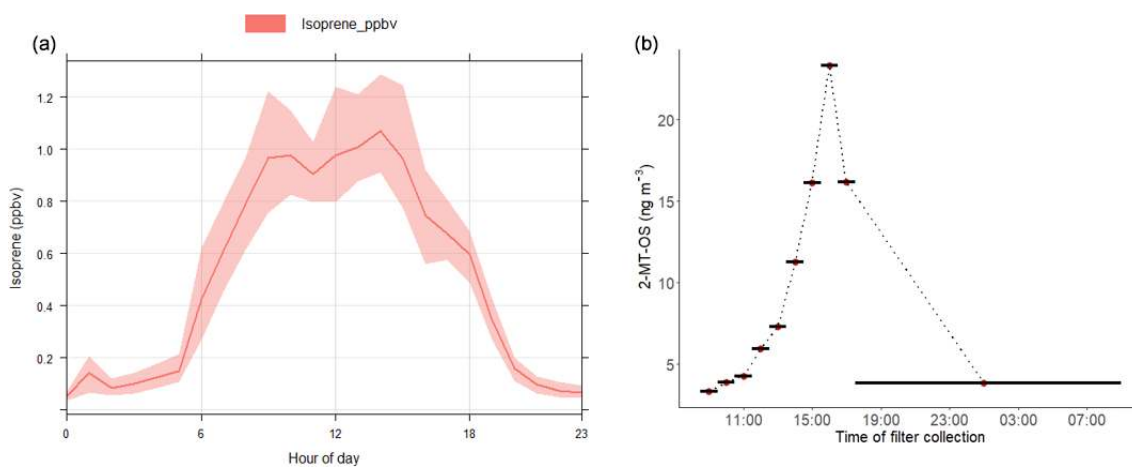 Isoprene_ppbv
(a)
Isoprene (ppbv)
1.2
1.0
0.8
0.6
0.4
0.2
0 6 12 18 23
Hour of day
(b)
2-MT-OS (ng m⁻³)
20
15
10
5
11:00 15:00 19:00 23:00 03:00 07:00
Time of filter collection